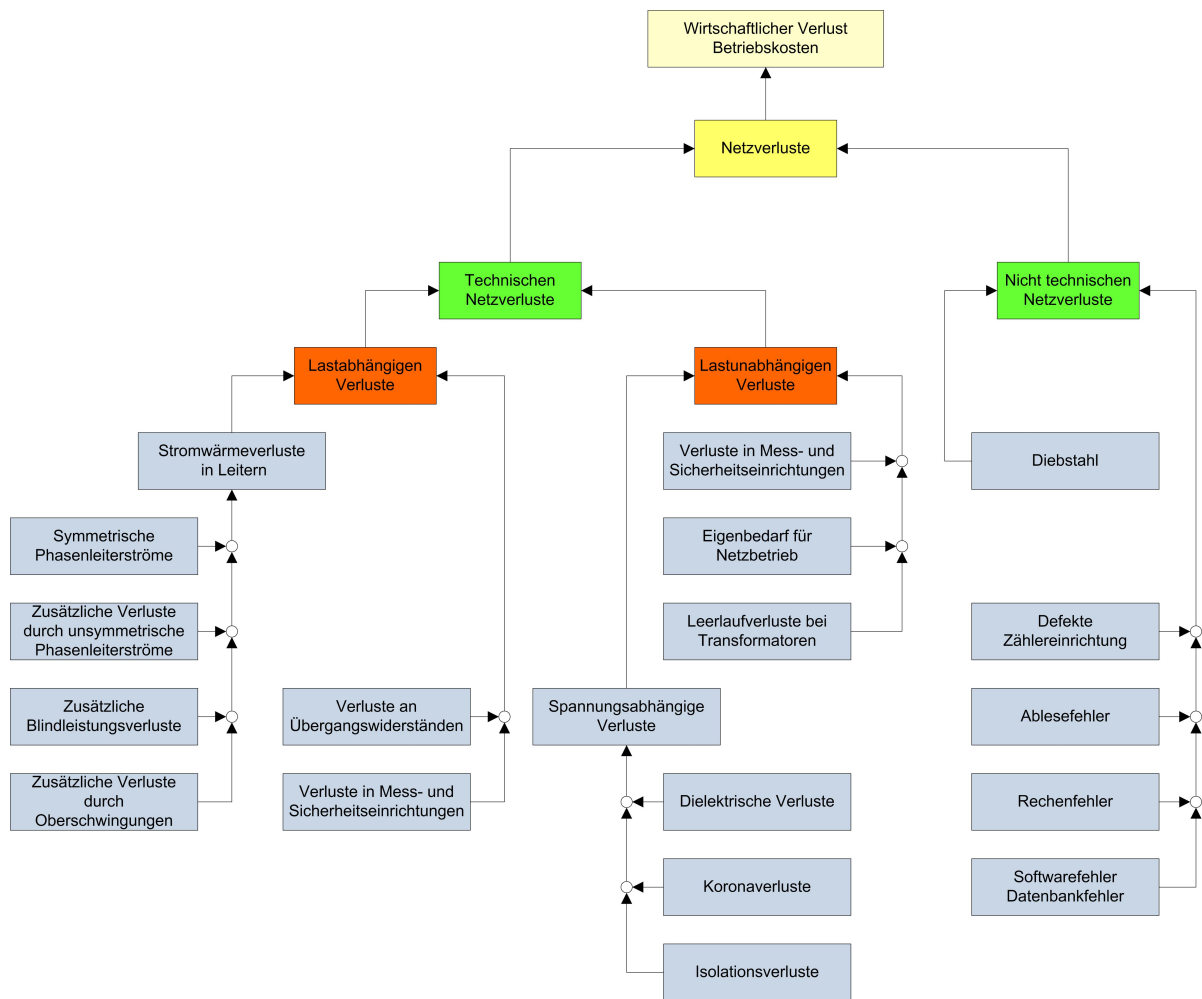 Wirtschaftlicher Verlust
Betriebskosten
Netzverluste
Technischen
Netzverluste
Nicht technischen
Netzverluste
Lastabhängigen
Verluste
Lastunabhängigen
Verluste
Stromwärmeverluste
in Leitern
Verluste in Mess- und
Sicherheitseinrichtungen
Diebstahl
Symmetrische
Phasenleiterströme
Eigenbedarf für
Netzbetrieb
Zusätzliche Verluste
durch unsymmetrische
Phasenleiterströme
Leerlaufverluste bei
Transformatoren
Defekte
Zählereinrichtung
Zusätzliche
Blindleistungsverluste
Verluste an
Übergangswiderständen
Spannungsabhängige
Verluste
Ablesefehler
Zusätzliche Verluste
durch
Oberschwingungen
Verluste in Mess- und
Sicherheitseinrichtungen
Dielektrische Verluste
Rechenfehler
Koronaverluste
Softwarefehler
Datenbankfehler
Isolationsverluste